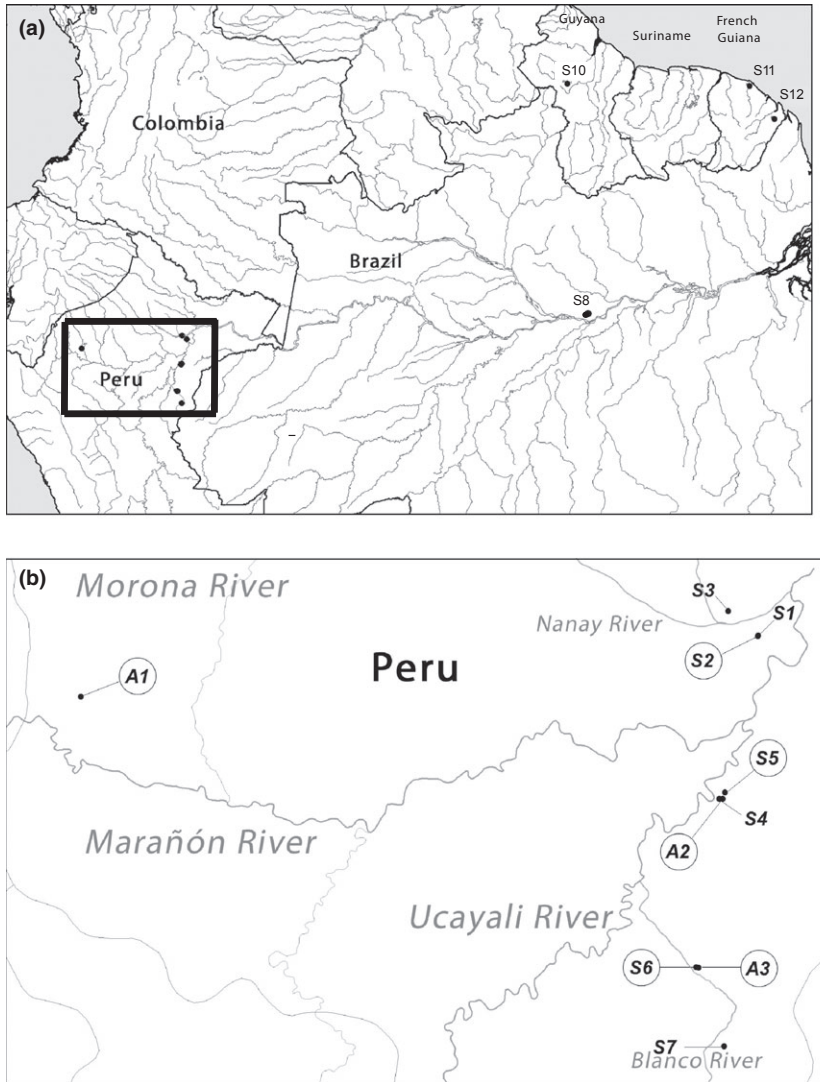 (a)
Guyana
Suriname
French
Guiana
S10
S11
S12
Colombia
Brazil
S8
Peru
(b)
Morona River
S3
S1
Nanay River
S2
Peru
A1
S5
S4
Marañón River
A2
Ucayali River
S6
A3
S7
Blanco River